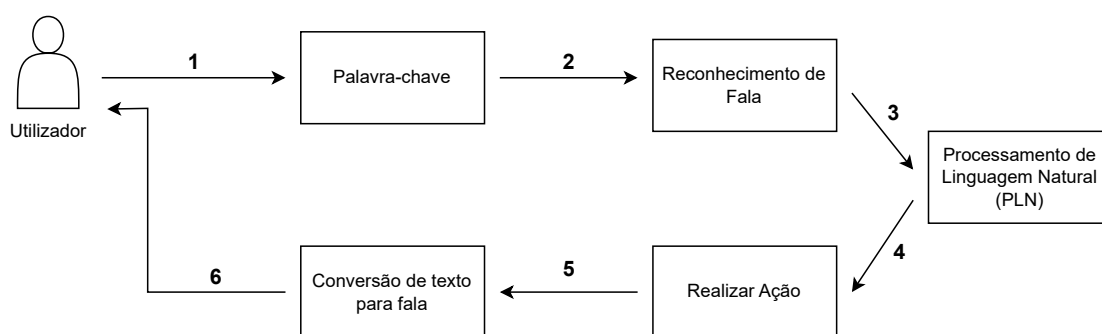 1
Palavra-chave
2
Reconhecimento de
Fala
Utilizador
3
Processamento de
Linguagem Natural
(PLN)
4
Realizar Ação
5
Conversão de texto
para fala
6